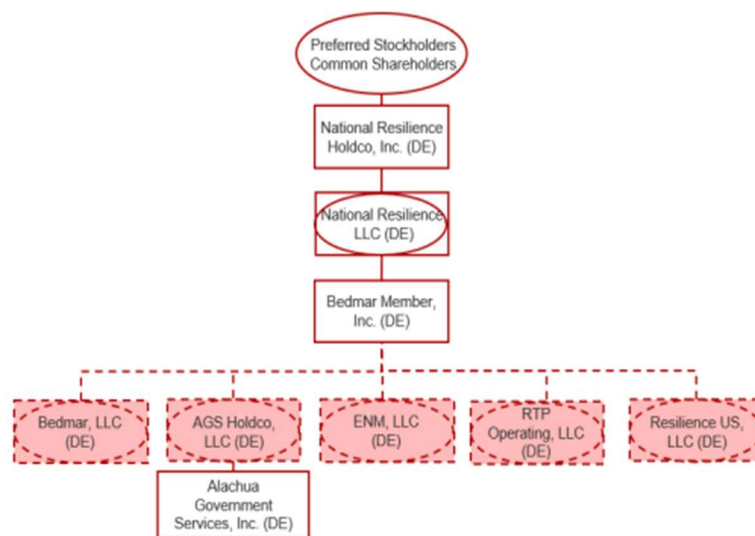 Preferred Stockholders
Common Shareholders
National Resilience
Holdco, Inc. (DE)
National Resilience
LLC (DE)
Bedmar Member,
Inc. (DE)
Bedmar, LLC
(DE)
AGS Holdco,
LLC (DE)
ENM, LLC
(DE)
RTP
Operating, LLC
(DE)
Resilience US,
LLC (DE)
Alachua
Government
Services, Inc. (DE)